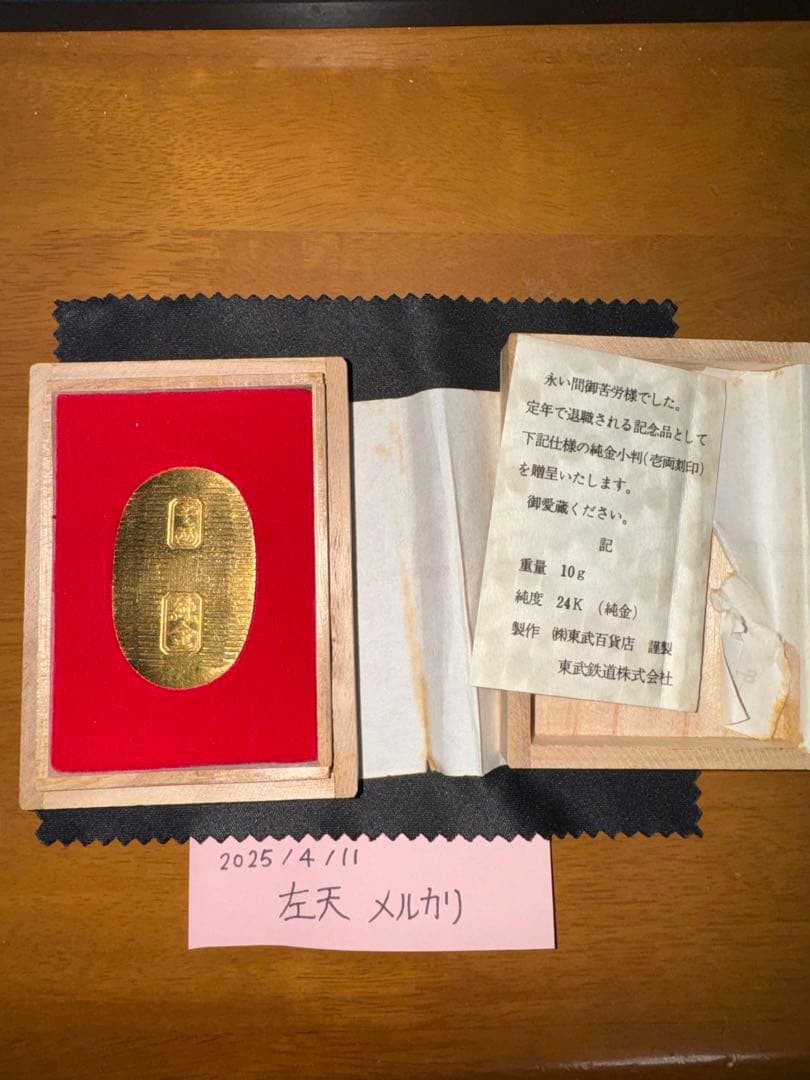 永い間御苦労様でした。
定年で退職される記念品として
下記仕様の純金小判(壱両刻印)
を贈呈いたします。
御愛蔵ください。
記
重量 10g
純度 24K (純金)
製作 ㈱東武百貨店 謹製
東武鉄道株式会社
2025/4/11
左天 メルカリ